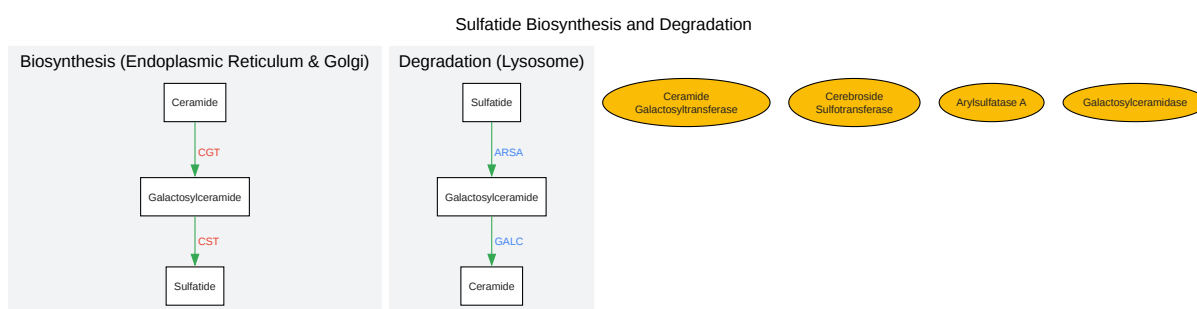 Sulfatide Biosynthesis and Degradation
Biosynthesis (Endoplasmic Reticulum & Golgi)
Ceramide
CGT
Galactosylceramide
CST
Sulfatide
Degradation (Lysosome)
Sulfatide
ARSA
Galactosylceramide
GALC
Ceramide
Ceramide
Galactosyltransferase
Cerebroside
Sulfotransferase
Arylsulfatase A
Galactosylceramidase